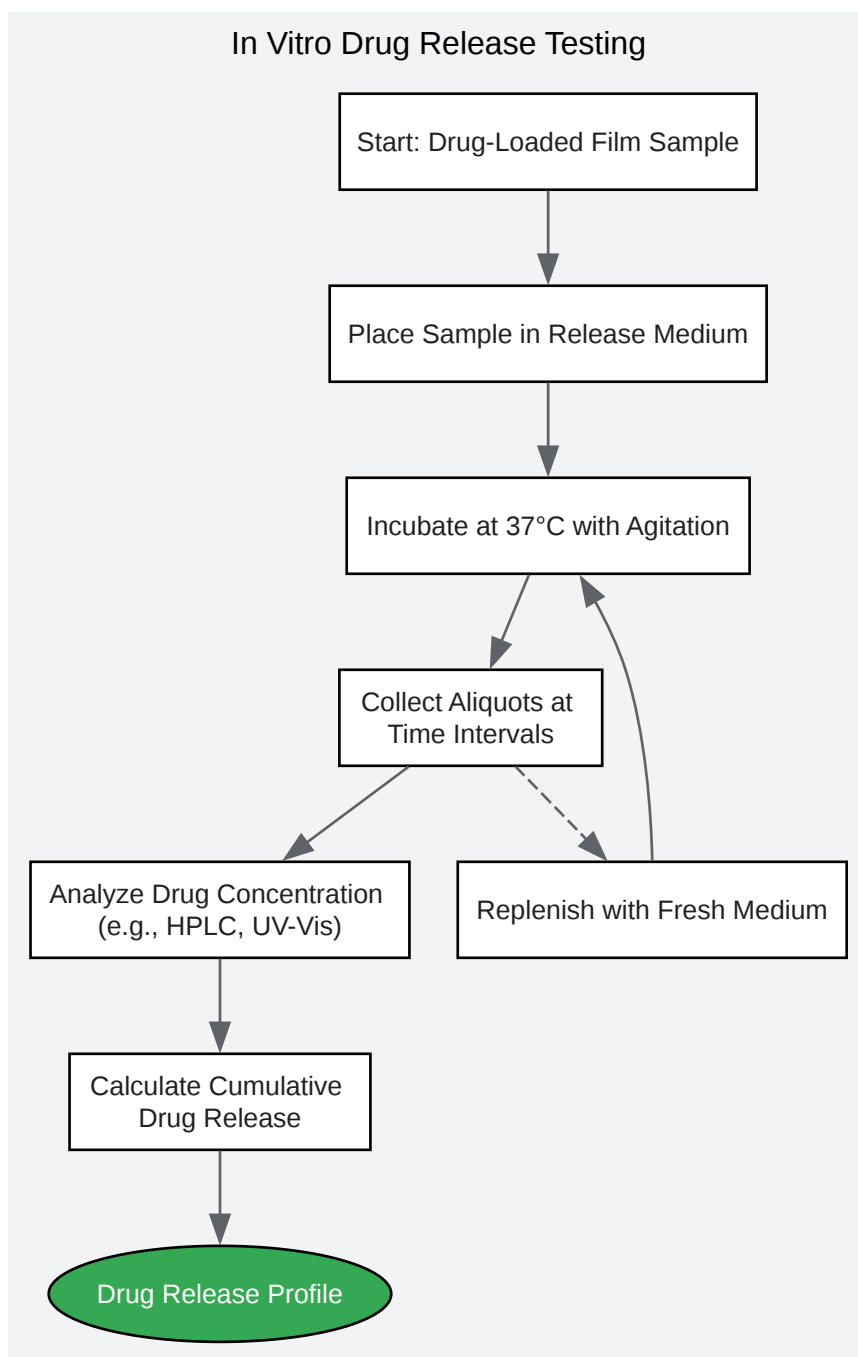 In Vitro Drug Release Testing
Start: Drug-Loaded Film Sample
Place Sample in Release Medium
Incubate at 37°C with Agitation
Collect Aliquots at
Time Intervals
Analyze Drug Concentration
(e.g., HPLC, UV-Vis)
Replenish with Fresh Medium
Calculate Cumulative
Drug Release
Drug Release Profile